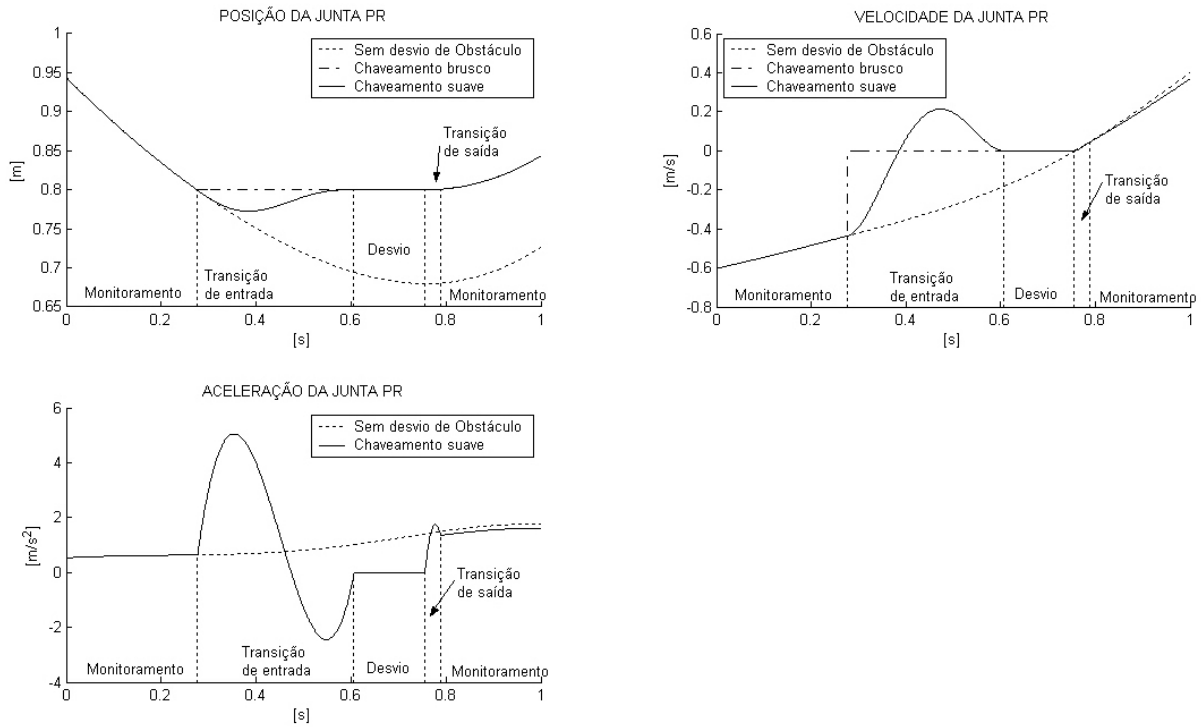 POSIÇÃO DA JUNTA PR
1
0.95
0.9
0.85
0.8
0.75
0.7
0.65
[m]
Sem desvio de Obstáculo
Chaveamento brusco
Chaveamento suave
Transição
de saída
Desvio
Transição
de entrada
Monitoramento
Monitoramento
0 0.2 0.4 0.6 0.8 1
[s]
VELOCIDADE DA JUNTA PR
0.6
0.4
0.2
0
-0.2
-0.4
-0.6
-0.8
[m/s]
Sem desvio de Obstáculo
Chaveamento brusco
Chaveamento suave
Transição
de saída
Transição
de entrada
Monitoramento
Desvio
Monitoramento
0 0.2 0.4 0.6 0.8 1
[s]
ACELERAÇÃO DA JUNTA PR
6
4
2
0
-2
-4
[m/s²]
Sem desvio de Obstáculo
Chaveamento suave
Transição
de saída
Monitoramento
Transição
de entrada
Desvio
Monitoramento
0 0.2 0.4 0.6 0.8 1
[s]